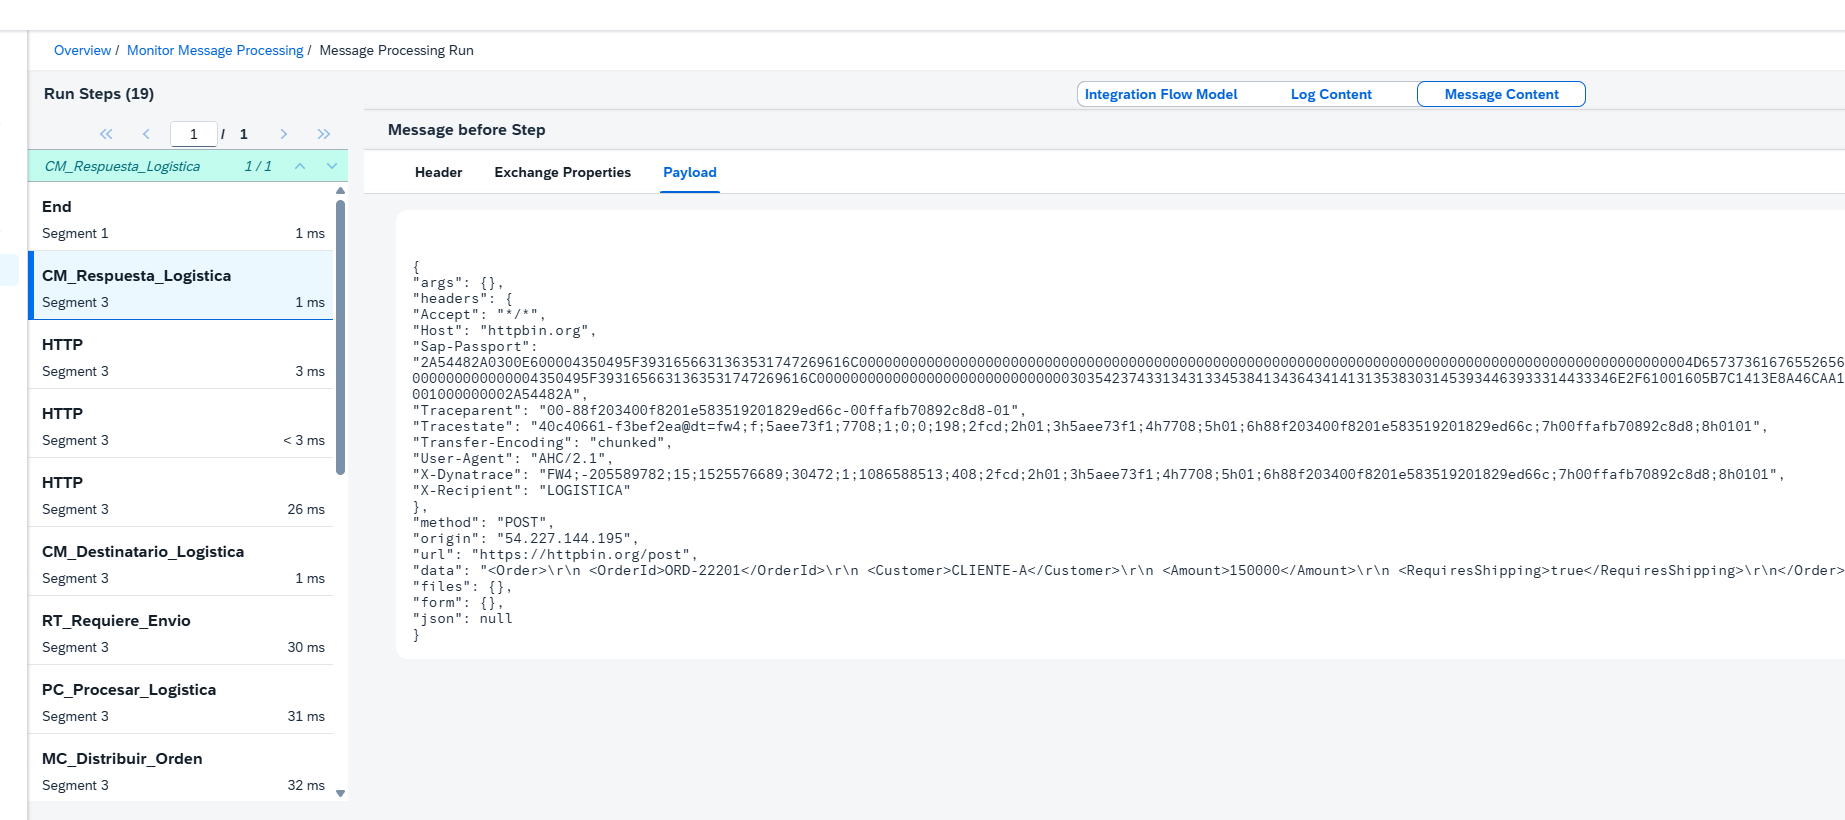 Overview / Monitor Message Processing / Message Processing Run
Run Steps (19)
Integration Flow Model
Log Content
Message Content
1 / 1
CM_Respuesta_Logistica 1 / 1
End
Segment 1 1 ms
CM_Respuesta_Logistica
Segment 3 1 ms
HTTP
Segment 3 3 ms
HTTP
Segment 3 < 3 ms
HTTP
Segment 3 26 ms
CM_Destinatario_Logistica
Segment 3 1 ms
RT_Requiere_Envio
Segment 3 30 ms
PC_Procesar_Logistica
Segment 3 31 ms
MC_Distribuir_Orden
Segment 3 32 ms
Message before Step
Header Exchange Properties Payload
{
"args": {},
"headers": {
"Accept": "*/*",
"Host": "httpbin.org",
"Sap-Passport":
001000000002A54482A",
"Traceparent": "00-88f203400f8201e583519201829ed66c-00ffafb70892c8d8-01",
"Tracestate": "40c40661-f3bef2ea@dt=fw4;f;5aee73f1;7708;1;0;0;198;2fcd;2h01;3h5aee73f1;4h7708;5h01;6h88f203400f8201e583519201829ed66c;7h00ffafb70892c8d8;8h0101",
"Transfer-Encoding": "chunked",
"User-Agent": "AHC/2.1",
"X-Dynatrace": "FW4;-205589782;15;1525576689;30472;1;1086588513;408;2fcd;2h01;3h5aee73f1;4h7708;5h01;6h88f203400f8201e583519201829ed66c;7h00ffafb70892c8d8;8h0101",
"X-Recipient": "LOGISTICA"
},
"method": "POST",
"origin": "54.227.144.195",
"url": "https://httpbin.org/post",
"data": "<Order>\r\n <OrderId>ORD-22201</OrderId>\r\n <Customer>CLIENTE-A</Customer>\r\n <Amount>150000</Amount>\r\n <RequiresShipping>true</RequiresShipping>\r\n</Order>
"files": {},
"form": {},
"json": null
}